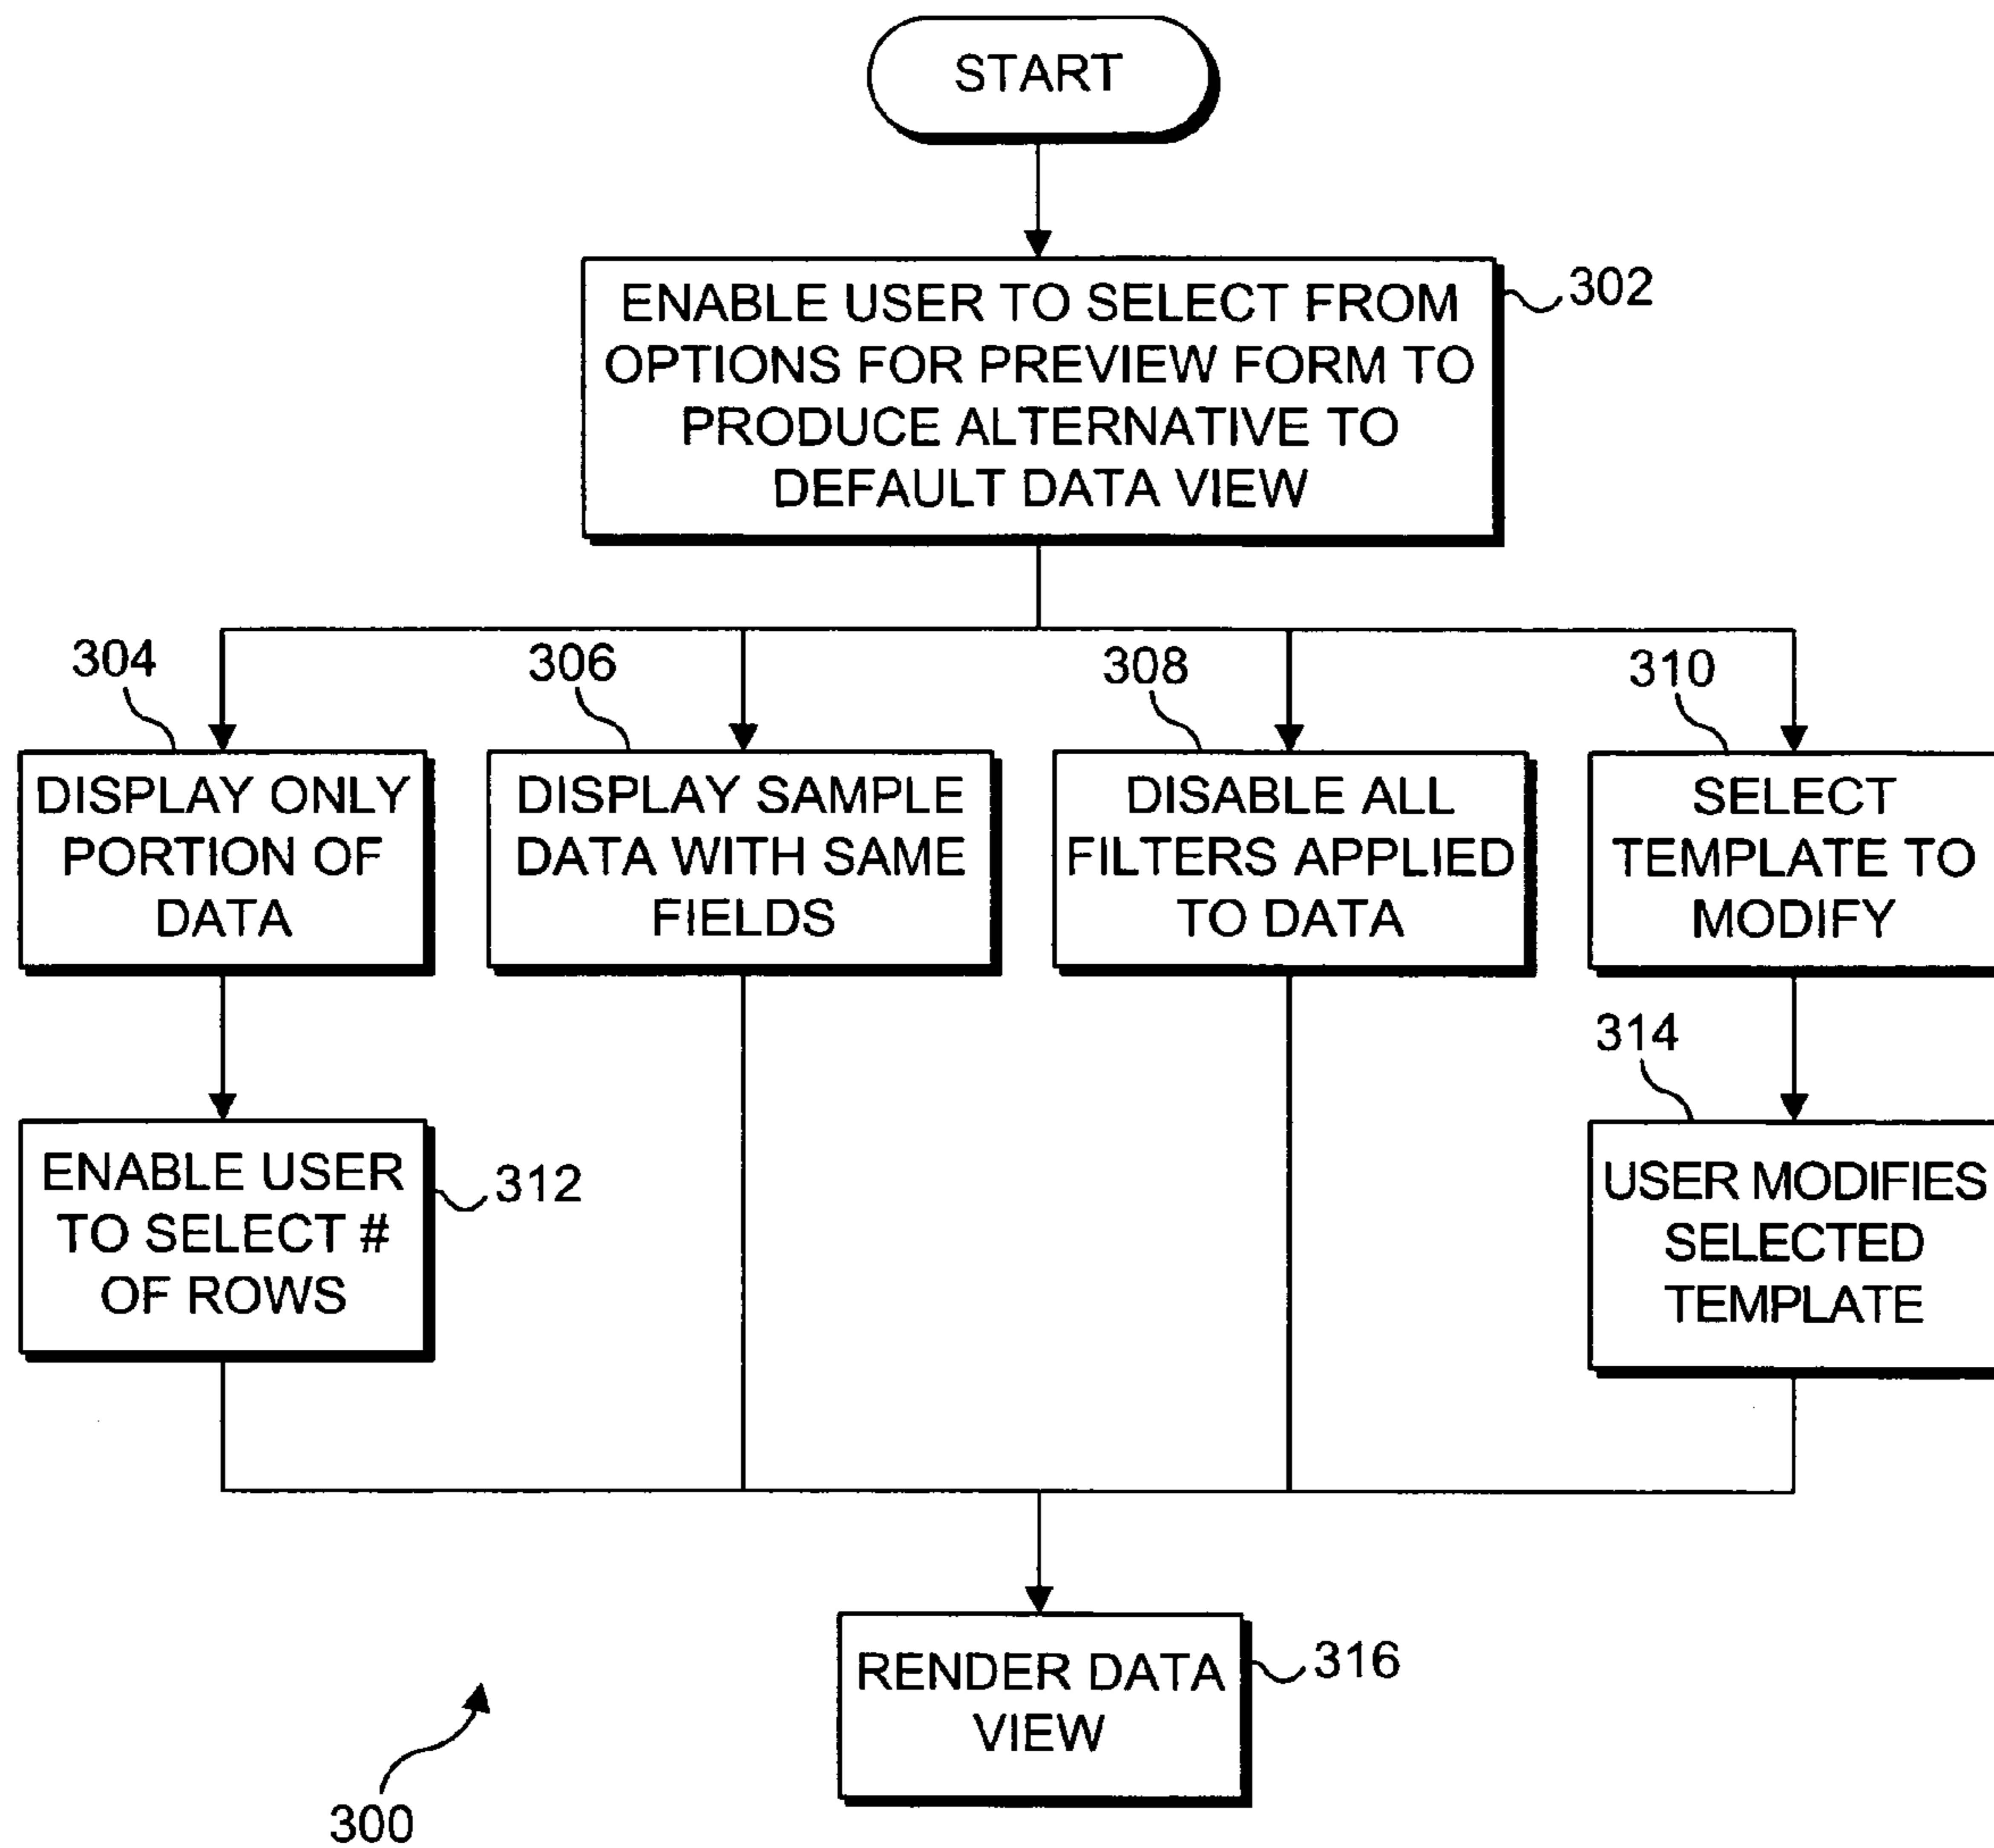 START
ENABLE USER TO SELECT FROM
OPTIONS FOR PREVIEW FORM TO
PRODUCE ALTERNATIVE TO
DEFAULT DATA VIEW
302
304
306
308
310
DISPLAY ONLY
PORTION OF
DATA
DISPLAY SAMPLE
DATA WITH SAME
FIELDS
DISABLE ALL
FILTERS APPLIED
TO DATA
SELECT
TEMPLATE TO
MODIFY
314
ENABLE USER
TO SELECT #
OF ROWS
312
USER MODIFIES
SELECTED
TEMPLATE
RENDER DATA
VIEW
316
300